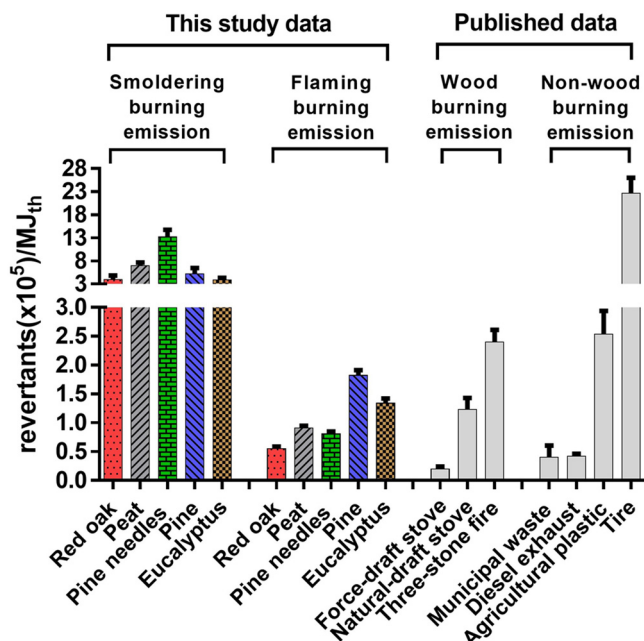 This study data
Published data
Smoldering
burning
emission
Flaming
burning
emission
Wood
burning
emission
Non-wood
burning
emission
revertants(x10⁵)/MJth
28
23
18
13
8
3
3.0
2.5
2.0
1.5
1.0
0.5
0.0
Red oak
Peat
Pine needles
Pine
Eucalyptus
Red oak
Peat
Pine needles
Pine
Eucalyptus
Force-draft stove
Natural-draft stove
Three-stone fire
Municipal waste
Diesel exhaust
Agricultural plastic
Tire